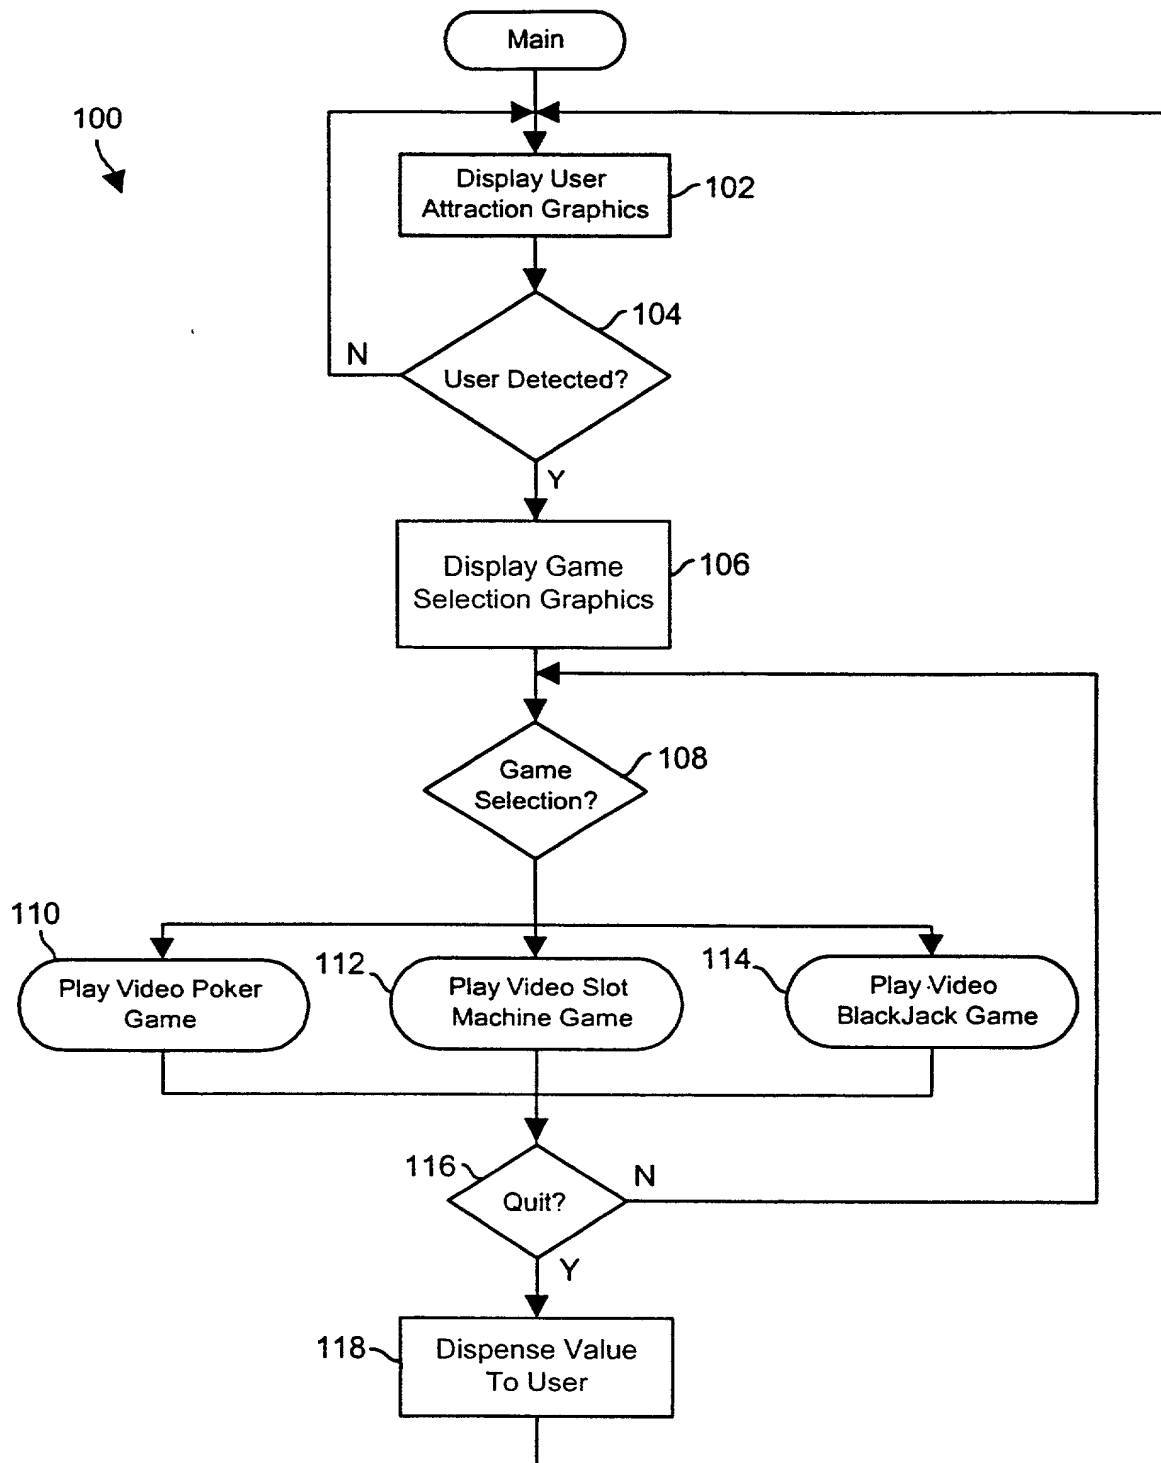 Main
100
Display User
Attraction Graphics
102
104
N
User Detected?
Y
Display Game
Selection Graphics
106
Game
Selection?
108
110
Play Video Poker
Game
112
Play Video Slot
Machine Game
114
Play Video
BlackJack Game
116
Quit?
N
Y
118
Dispense Value
To User